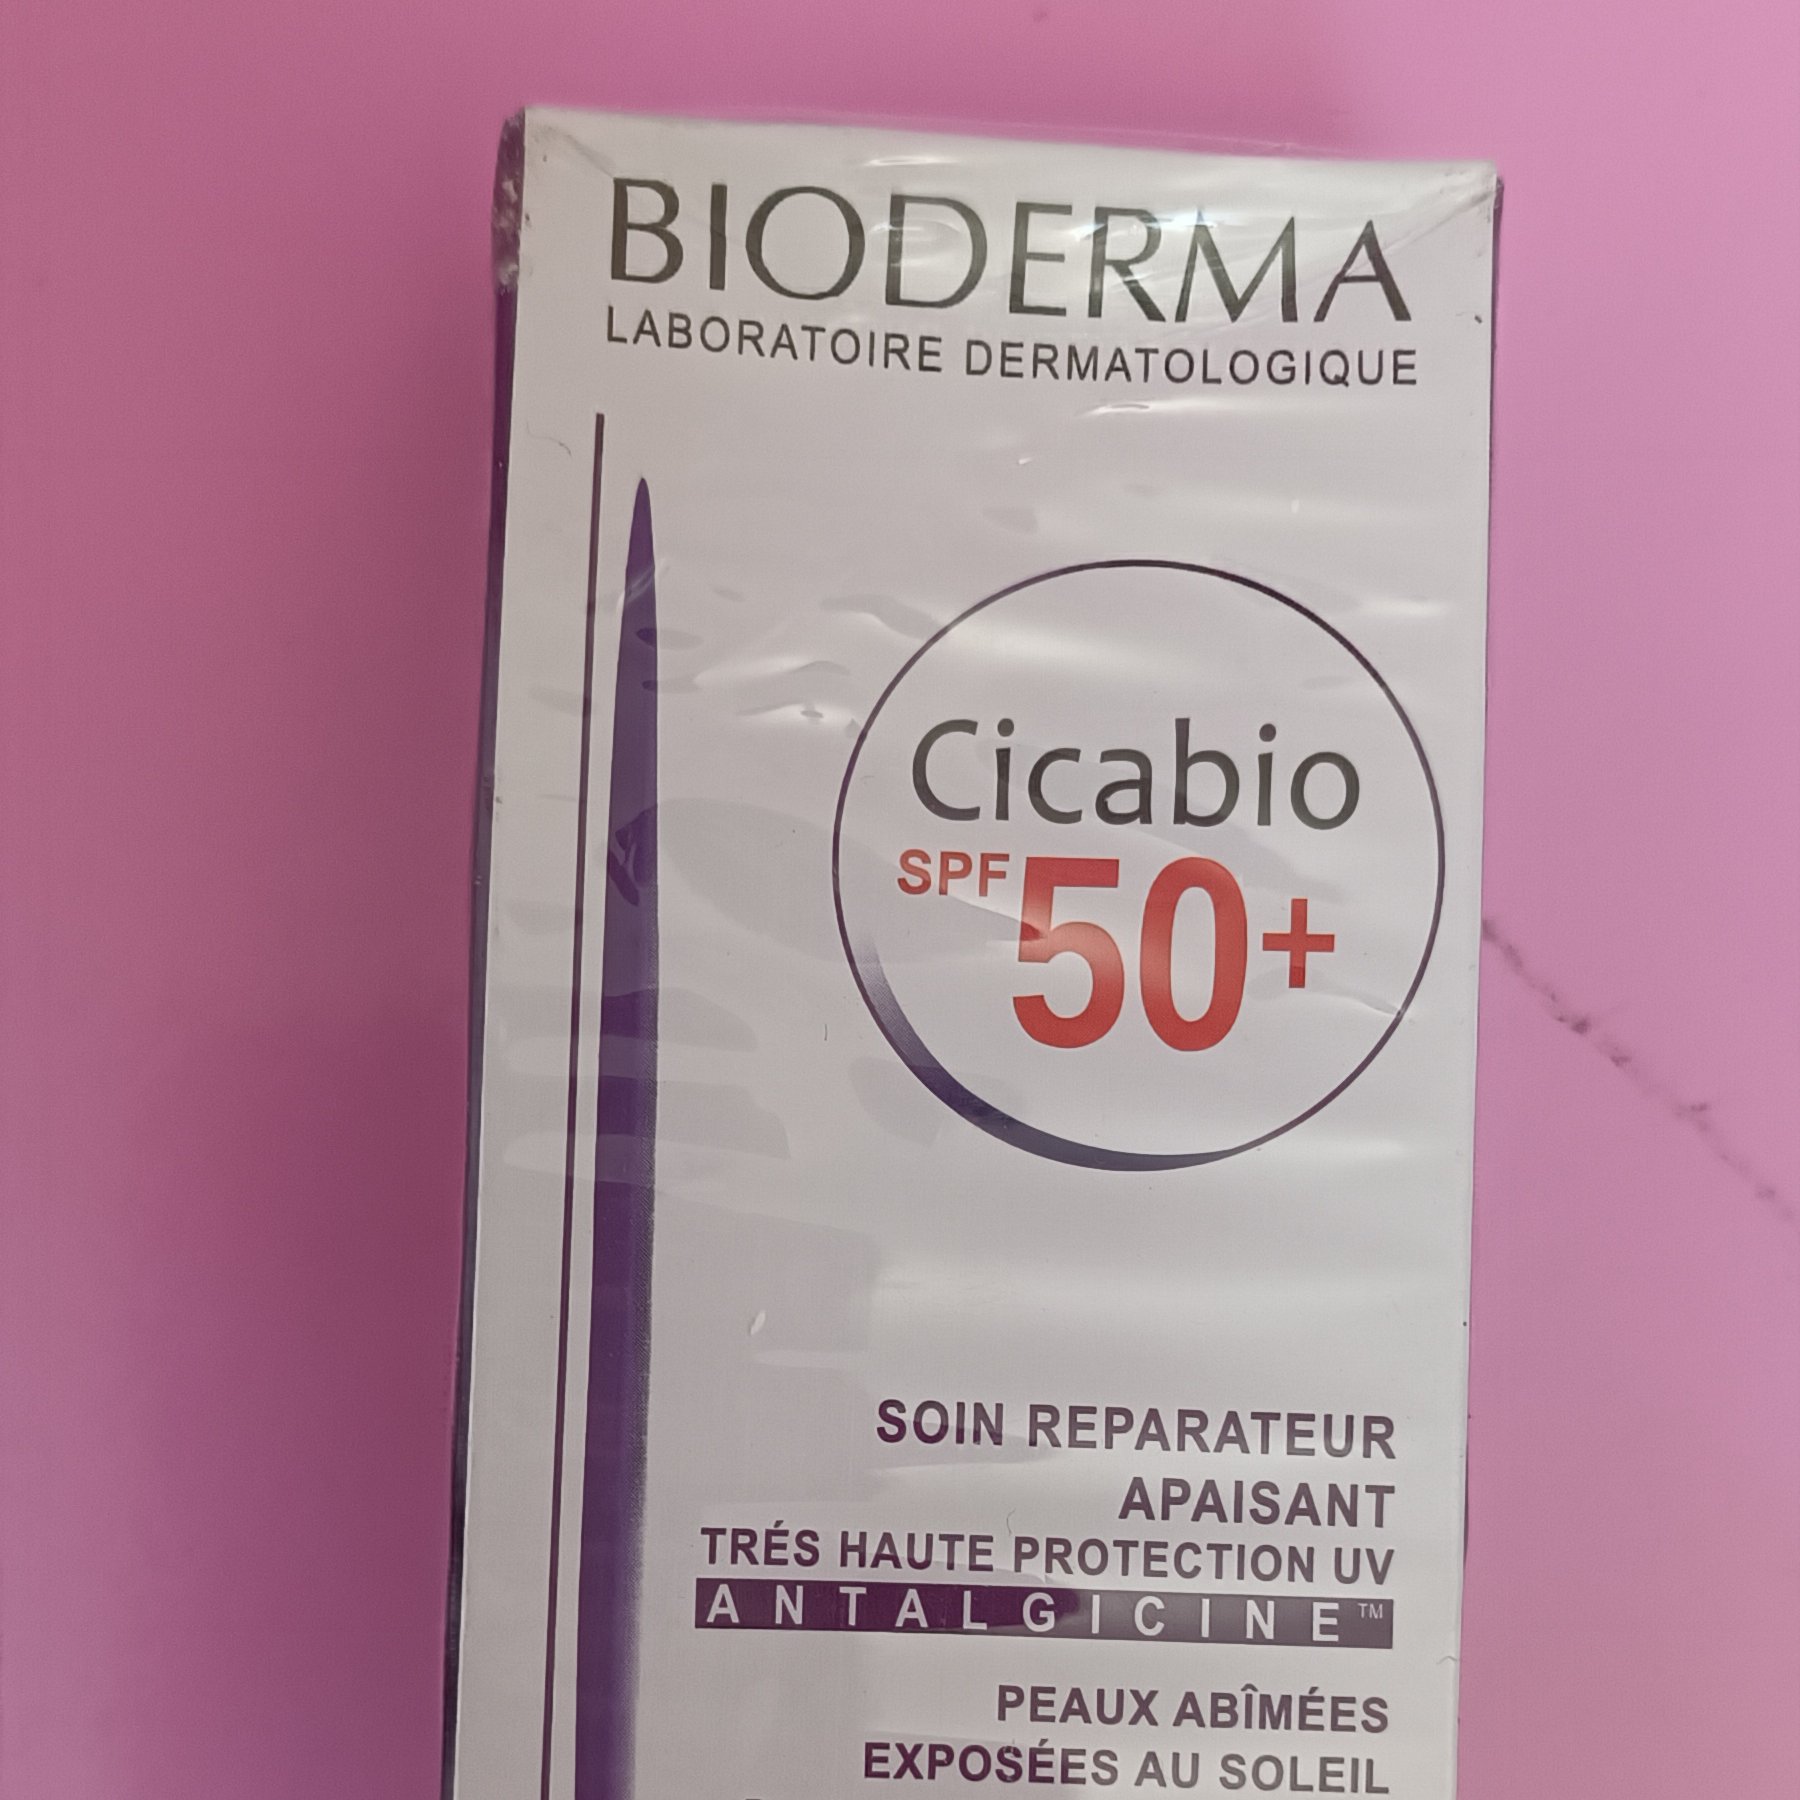 BIODERMA
LABORATOIRE DERMATOLOGIQUE
Cicabio
SPF 50+
SOIN REPARATEUR
APAISANT
TRÉS HAUTE PROTECTION UV
ANTALGICINE™
PEAUX ABÎMÉES
EXPOSÉES AU SOLEIL